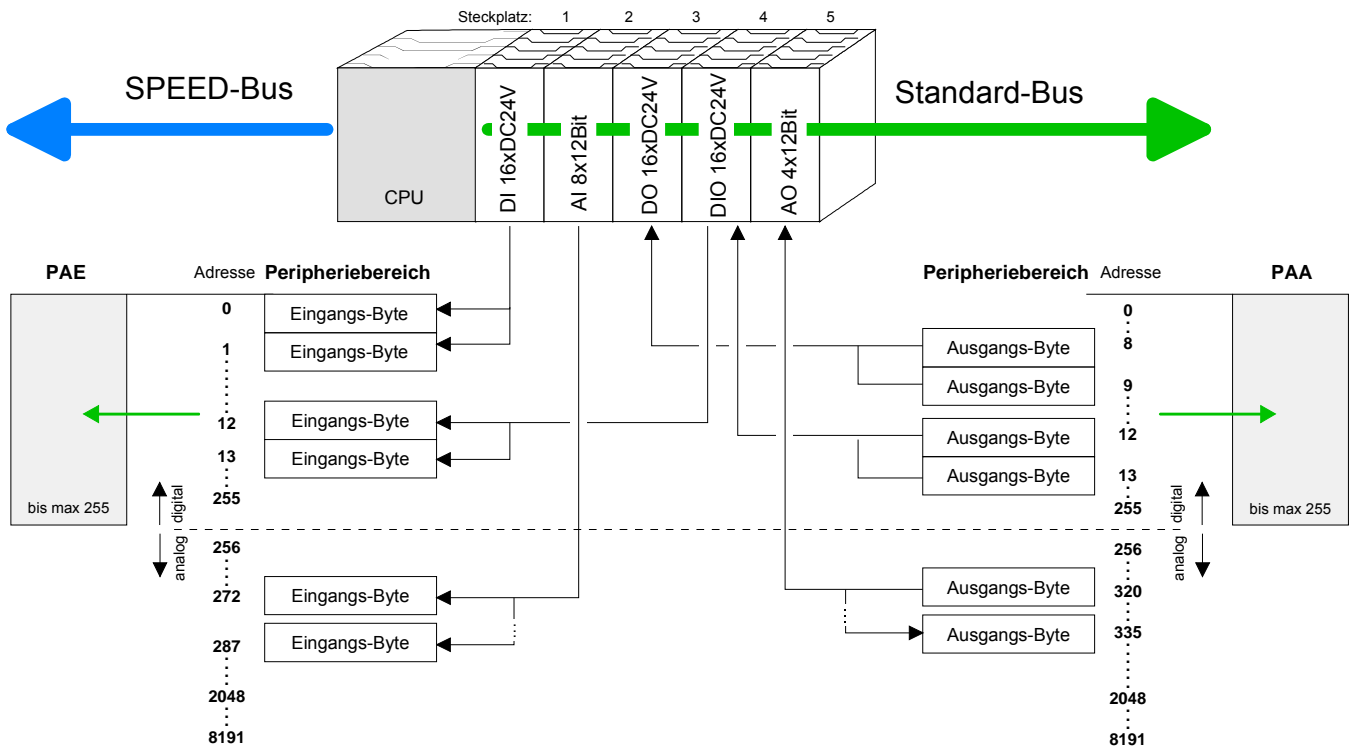 Steckplatz: 1 2 3 4 5
SPEED-Bus
Standard-Bus
CPU
DI 16xDC24V
AI 8x12Bit
DO 16xDC24V
DIO 16xDC24V
AO 4x12Bit
PAE
Adresse
Peripheriebereich
0
Eingangs-Byte
1
Eingangs-Byte
12
Eingangs-Byte
13
Eingangs-Byte
255
bis max 255
digital
analog
256
272
Eingangs-Byte
287
Eingangs-Byte
2048
8191
Peripheriebereich
Adresse
PAA
0
Ausgangs-Byte
8
Ausgangs-Byte
9
Ausgangs-Byte
12
Ausgangs-Byte
13
255
bis max 255
digital
analog
256
Ausgangs-Byte
320
Ausgangs-Byte
335
2048
8191